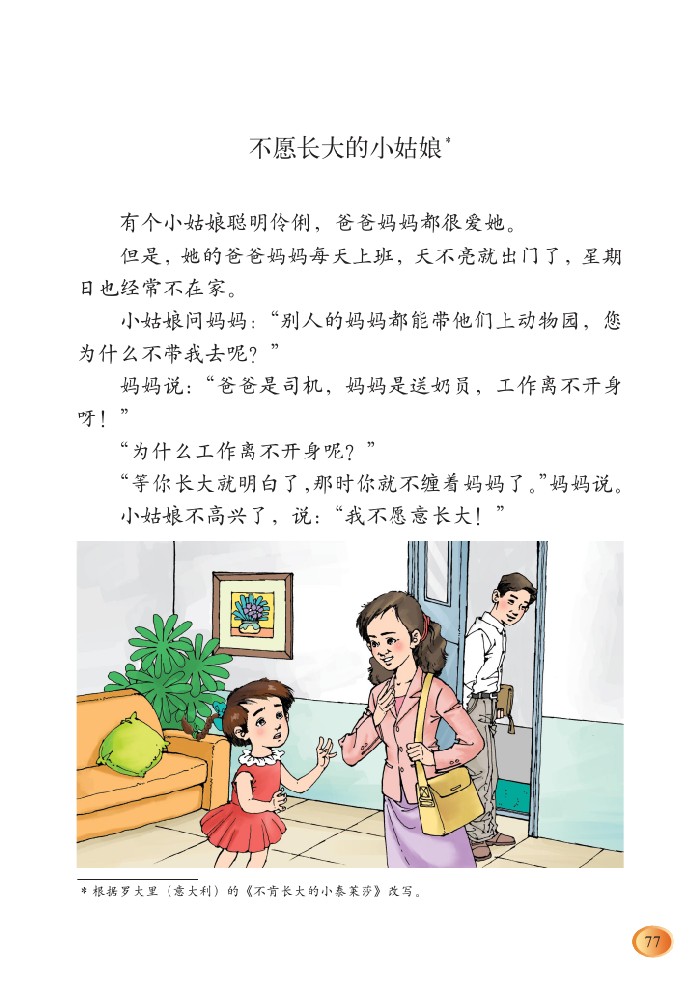 不愿长大的小姑娘*
有个小姑娘聪明伶俐，爸爸妈妈都很爱她。
但是，她的爸爸妈妈每天上班，天不亮就出门了，星期
日也经常不在家。
小姑娘问妈妈：“别人的妈妈都能带他们上动物园，您
为什么不带我去呢？”
妈妈说：“爸爸是司机，妈妈是送奶员，工作离不开身
呀！”
“为什么工作离不开身呢？”
“等你长大就明白了，那时你就不缠着妈妈了。”妈妈说。
小姑娘不高兴了，说：“我不愿意长大！”
* 根据罗大里（意大利）的《不肯长大的小泰莱莎》改写。
77